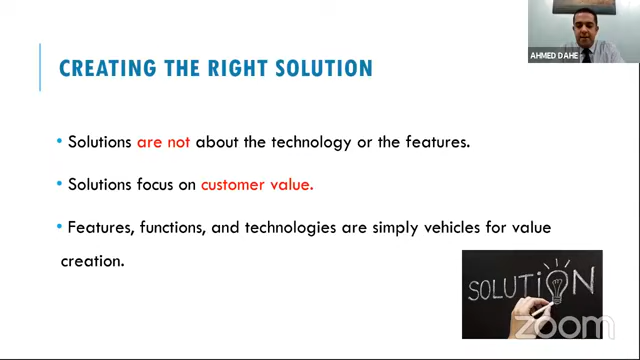 AHMED DAHE
CREATING THE RIGHT SOLUTION
• Solutions are not about the technology or the features.
• Solutions focus on customer value.
• Features, functions, and technologies are simply vehicles for value
creation.
SOLUTiON
zoom